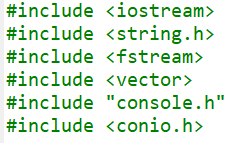 #include <iostream>
#include <string.h>
#include <fstream>
#include <vector>
#include "console.h"
#include <conio.h>